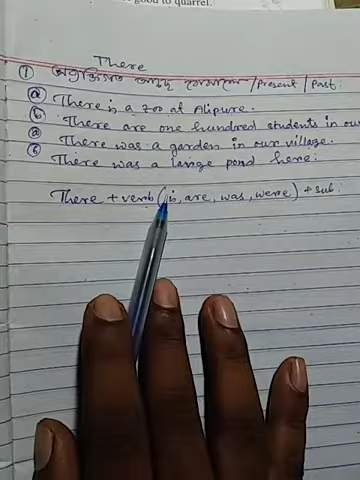 good to quarrel.
There
① আছে /Present / Past.
ⓐ There is a zoo at Alipure.
ⓑ There are one hundred students in our
ⓐ There was a garden in our village.
ⓑ There was a large pond here.
There + verb (is, are, was, were) + sub.